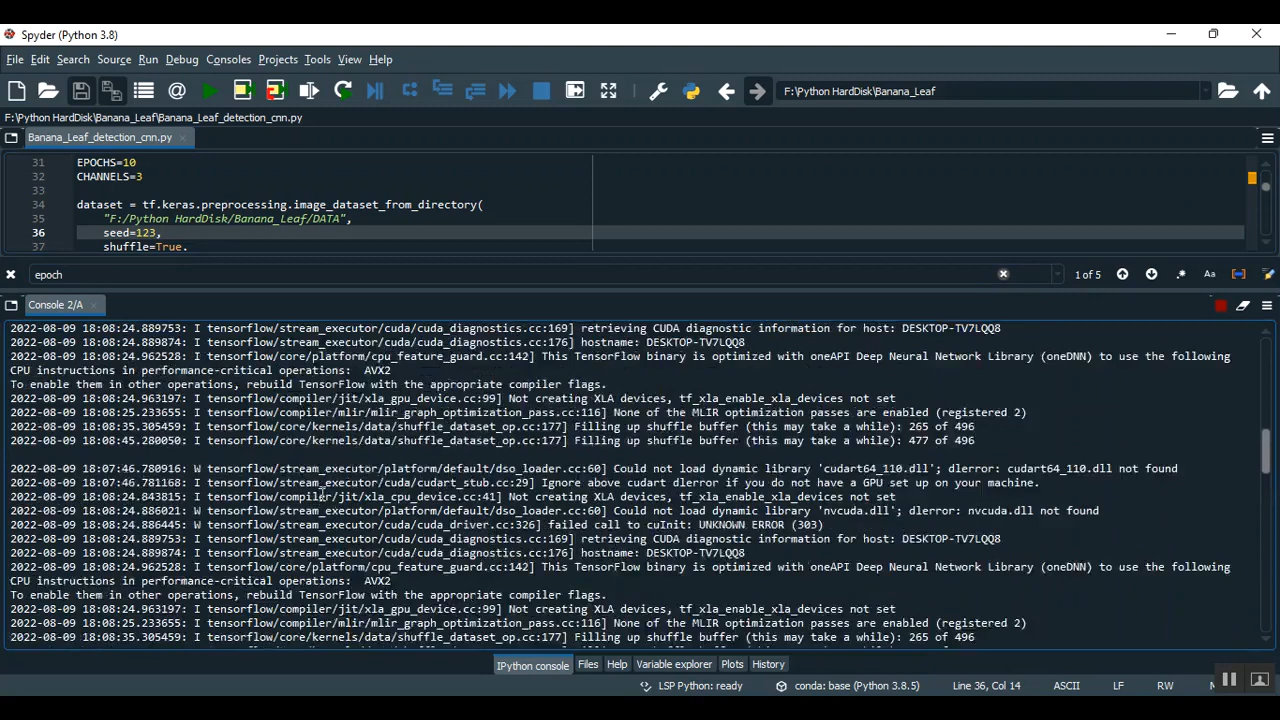 Spyder (Python 3.8)
File Edit Search Source Run Debug Consoles Projects Tools View Help
F:\Python HardDisk\Banana_Leaf
F:\Python HardDisk\Banana_Leaf\Banana_Leaf_detection_cnn.py
Banana_Leaf_detection_cnn.py
31 EPOCHS=10
32 CHANNELS=3
33
34 dataset = tf.keras.preprocessing.image_dataset_from_directory(
35 "F:/Python HardDisk/Banana_Leaf/DATA",
36 seed=123,
37 shuffle=True.
epoch 1 of 5 .* Aa
Console 2/A
2022-08-09 18:08:24.889753: I tensorflow/stream_executor/cuda/cuda_diagnostics.cc:169] retrieving CUDA diagnostic information for host: DESKTOP-TV7LQQ8
2022-08-09 18:08:24.889874: I tensorflow/stream_executor/cuda/cuda_diagnostics.cc:176] hostname: DESKTOP-TV7LQQ8
2022-08-09 18:08:24.962528: I tensorflow/core/platform/cpu_feature_guard.cc:142] This TensorFlow binary is optimized with oneAPI Deep Neural Network Library (oneDNN) to use the following
CPU instructions in performance-critical operations:  AVX2
To enable them in other operations, rebuild TensorFlow with the appropriate compiler flags.
2022-08-09 18:08:24.963197: I tensorflow/compiler/jit/xla_gpu_device.cc:99] Not creating XLA devices, tf_xla_enable_xla_devices not set
2022-08-09 18:08:25.233655: I tensorflow/compiler/mlir/mlir_graph_optimization_pass.cc:116] None of the MLIR optimization passes are enabled (registered 2)
2022-08-09 18:08:35.305459: I tensorflow/core/kernels/data/shuffle_dataset_op.cc:177] Filling up shuffle buffer (this may take a while): 265 of 496
2022-08-09 18:08:45.280050: I tensorflow/core/kernels/data/shuffle_dataset_op.cc:177] Filling up shuffle buffer (this may take a while): 477 of 496
2022-08-09 18:07:46.780916: W tensorflow/stream_executor/platform/default/dso_loader.cc:60] Could not load dynamic library 'cudart64_110.dll'; dlerror: cudart64_110.dll not found
2022-08-09 18:07:46.781168: I tensorflow/stream_executor/cuda/cudart_stub.cc:29] Ignore above cudart dlerror if you do not have a GPU set up on your machine.
2022-08-09 18:08:24.843815: I tensorflow/compiler/jit/xla_cpu_device.cc:41] Not creating XLA devices, tf_xla_enable_xla_devices not set
2022-08-09 18:08:24.886021: W tensorflow/stream_executor/platform/default/dso_loader.cc:60] Could not load dynamic library 'nvcuda.dll'; dlerror: nvcuda.dll not found
2022-08-09 18:08:24.886445: W tensorflow/stream_executor/cuda/cuda_driver.cc:326] failed call to cuInit: UNKNOWN ERROR (303)
2022-08-09 18:08:24.889753: I tensorflow/stream_executor/cuda/cuda_diagnostics.cc:169] retrieving CUDA diagnostic information for host: DESKTOP-TV7LQQ8
2022-08-09 18:08:24.889874: I tensorflow/stream_executor/cuda/cuda_diagnostics.cc:176] hostname: DESKTOP-TV7LQQ8
2022-08-09 18:08:24.962528: I tensorflow/core/platform/cpu_feature_guard.cc:142] This TensorFlow binary is optimized with oneAPI Deep Neural Network Library (oneDNN) to use the following
CPU instructions in performance-critical operations:  AVX2
To enable them in other operations, rebuild TensorFlow with the appropriate compiler flags.
2022-08-09 18:08:24.963197: I tensorflow/compiler/jit/xla_gpu_device.cc:99] Not creating XLA devices, tf_xla_enable_xla_devices not set
2022-08-09 18:08:25.233655: I tensorflow/compiler/mlir/mlir_graph_optimization_pass.cc:116] None of the MLIR optimization passes are enabled (registered 2)
2022-08-09 18:08:35.305459: I tensorflow/core/kernels/data/shuffle_dataset_op.cc:177] Filling up shuffle buffer (this may take a while): 265 of 496
IPython console Files Help Variable explorer Plots History
LSP Python: ready conda: base (Python 3.8.5) Line 36, Col 14 ASCII LF RW